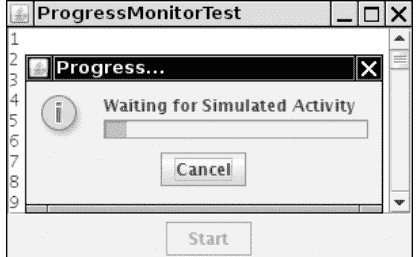 ProgressMonitorTest
1
2
Progress...
3
4
Waiting for Simulated Activity
5
6
7
Cancel
8
9
Start